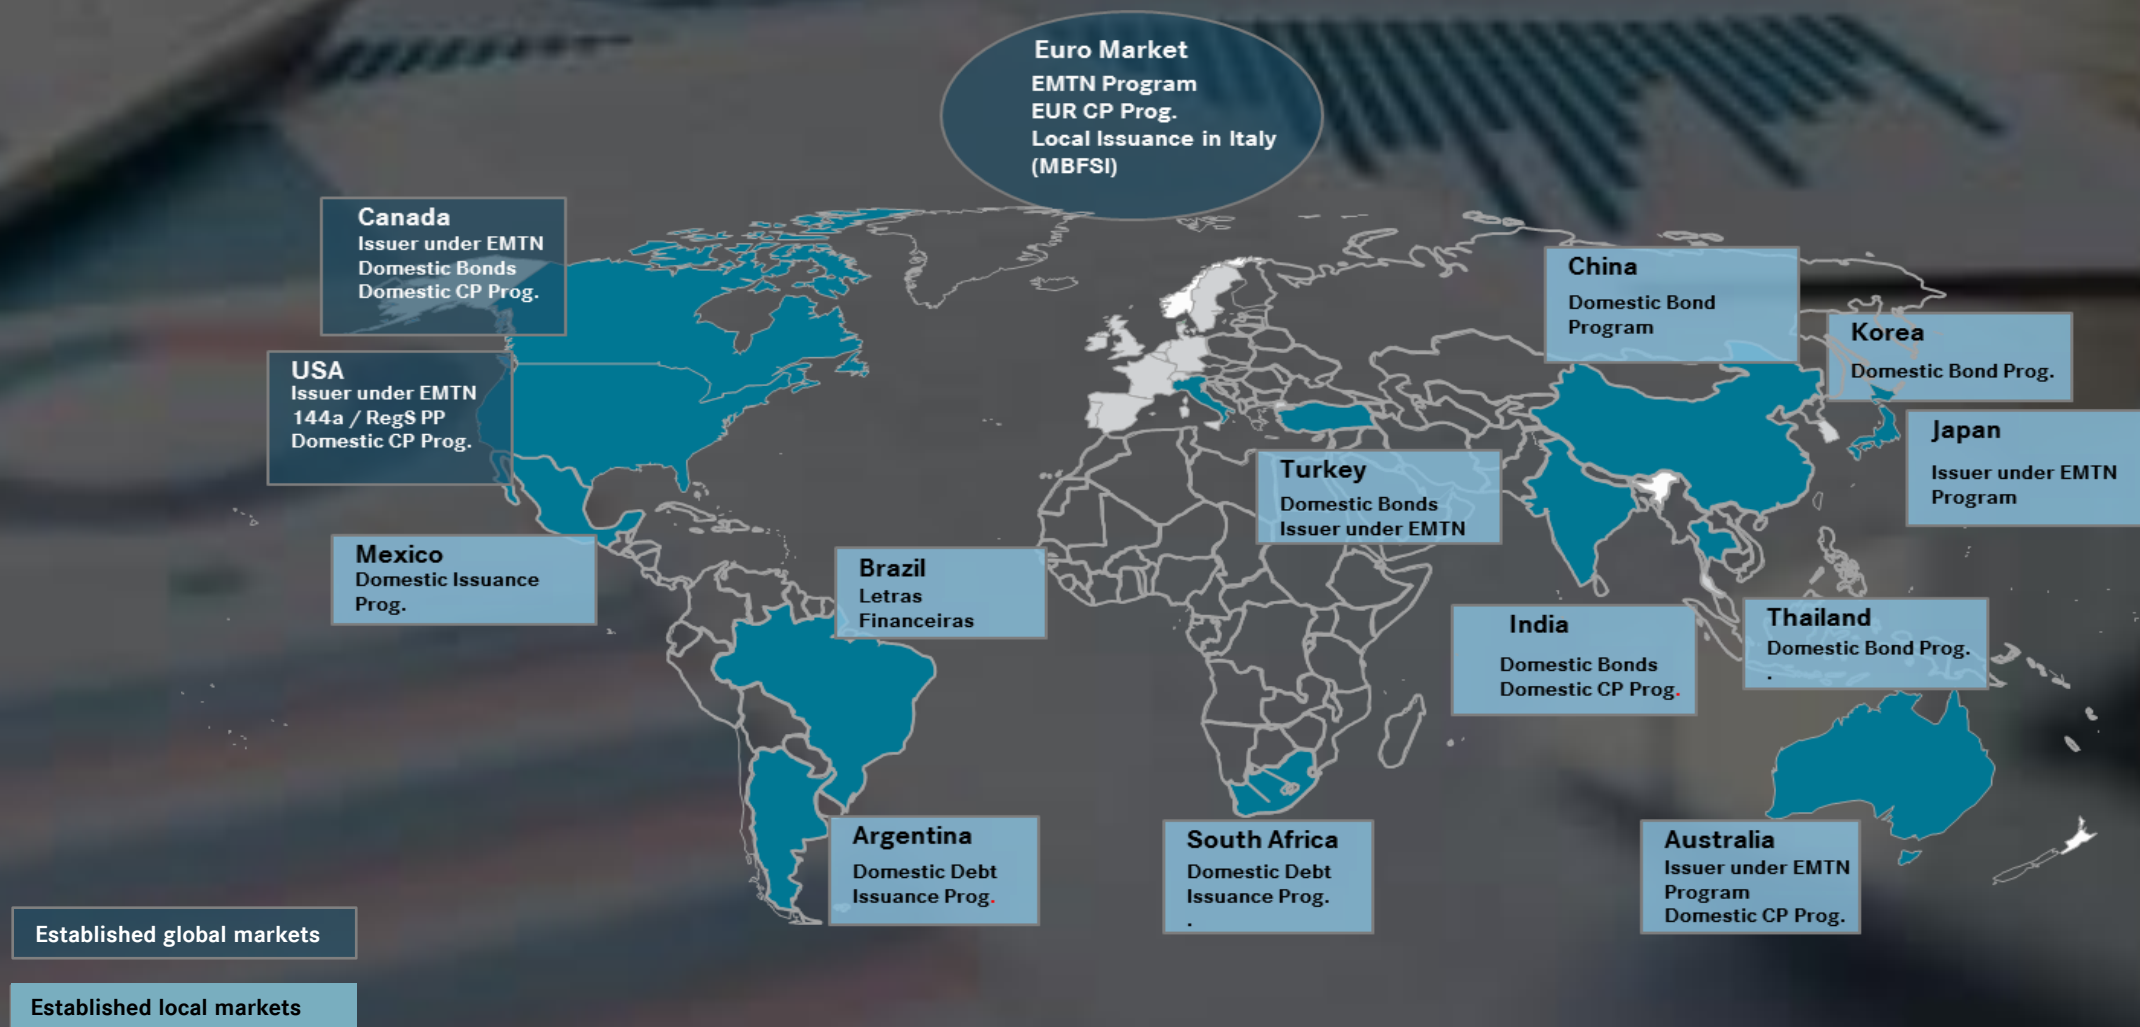 Euro Market
EMTN Program
EUR CP Prog.
Local Issuance in Italy
(MBFSI)
Canada
Issuer under EMTN
Domestic Bonds
Domestic CP Prog.
USA
Issuer under EMTN
144a / RegS PP
Domestic CP Prog.
Mexico
Domestic Issuance
Prog.
Brazil
Letras
Financeiras
Argentina
Domestic Debt
Issuance Prog.
South Africa
Domestic Debt
Issuance Prog.
.
Turkey
Domestic Bonds
Issuer under EMTN
China
Domestic Bond
Program
Korea
Domestic Bond Prog.
Japan
Issuer under EMTN
Program
India
Domestic Bonds
Domestic CP Prog.
Thailand
Domestic Bond Prog.
.
Australia
Issuer under EMTN
Program
Domestic CP Prog.
Established global markets
Established local markets